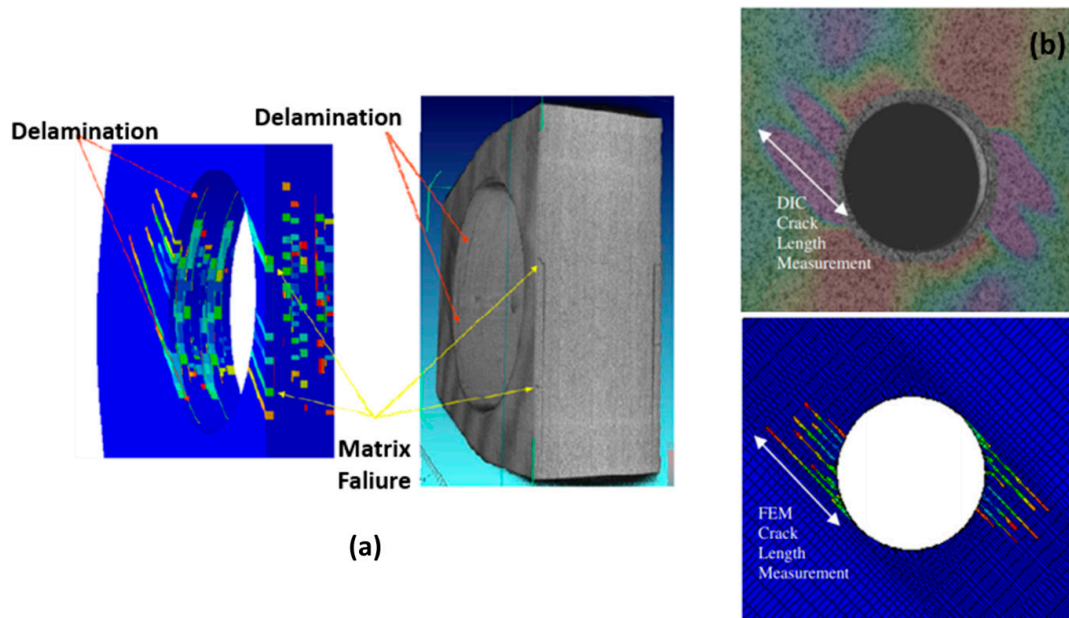 Delamination
Delamination
Matrix
Faliure
(a)
(b)
DIC
Crack
Length
Measurement
FEM
Crack
Length
Measurement